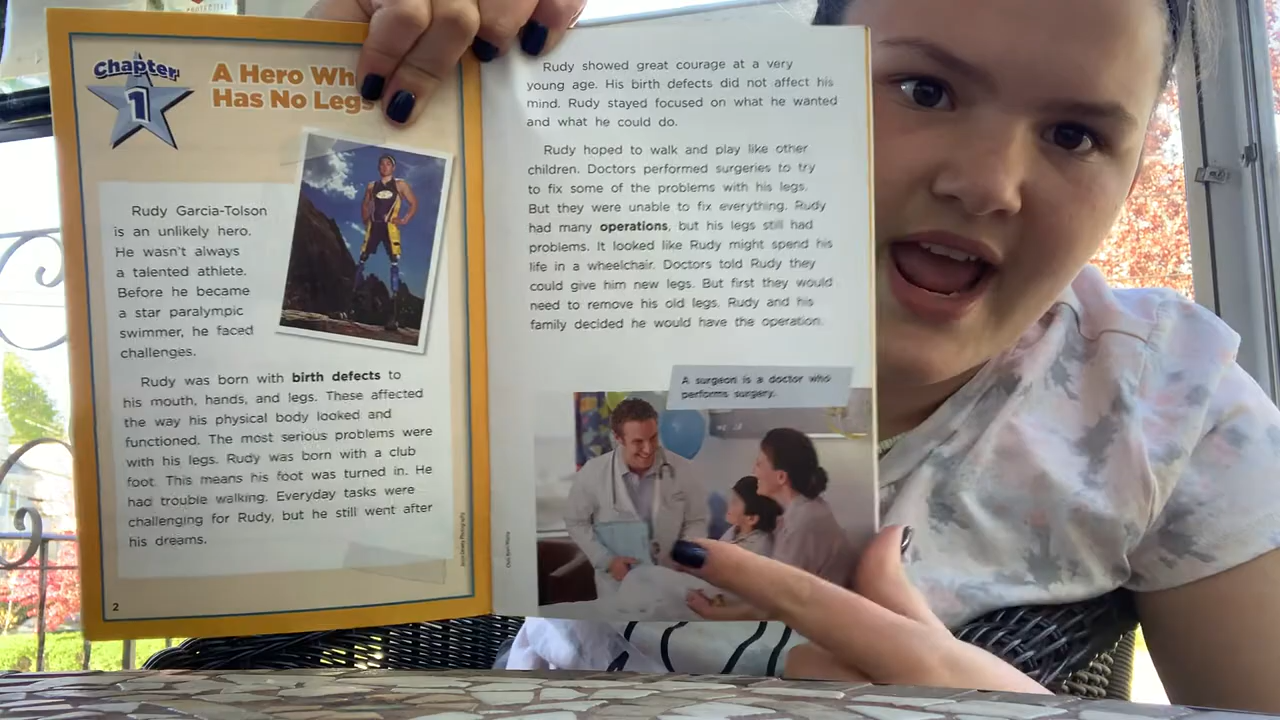 Chapter
1
A Hero Wh
Has No Legs
Rudy Garcia-Tolson
is an unlikely hero.
He wasn't always
a talented athlete.
Before he became
a star paralympic
swimmer, he faced
challenges.
Rudy was born with birth defects to
his mouth, hands, and legs. These affected
the way his physical body looked and
functioned. The most serious problems were
with his legs. Rudy was born with a club
foot. This means his foot was turned in. He
had trouble walking. Everyday tasks were
challenging for Rudy, but he still went after
his dreams.
2
Rudy showed great courage at a very
young age. His birth defects did not affect his
mind. Rudy stayed focused on what he wanted
and what he could do.
Rudy hoped to walk and play like other
children. Doctors performed surgeries to try
to fix some of the problems with his legs.
But they were unable to fix everything. Rudy
had many operations, but his legs still had
problems. It looked like Rudy might spend his
life in a wheelchair. Doctors told Rudy they
could give him new legs. But first they would
need to remove his old legs. Rudy and his
family decided he would have the operation.
A surgeon is a doctor who
performs surgery.